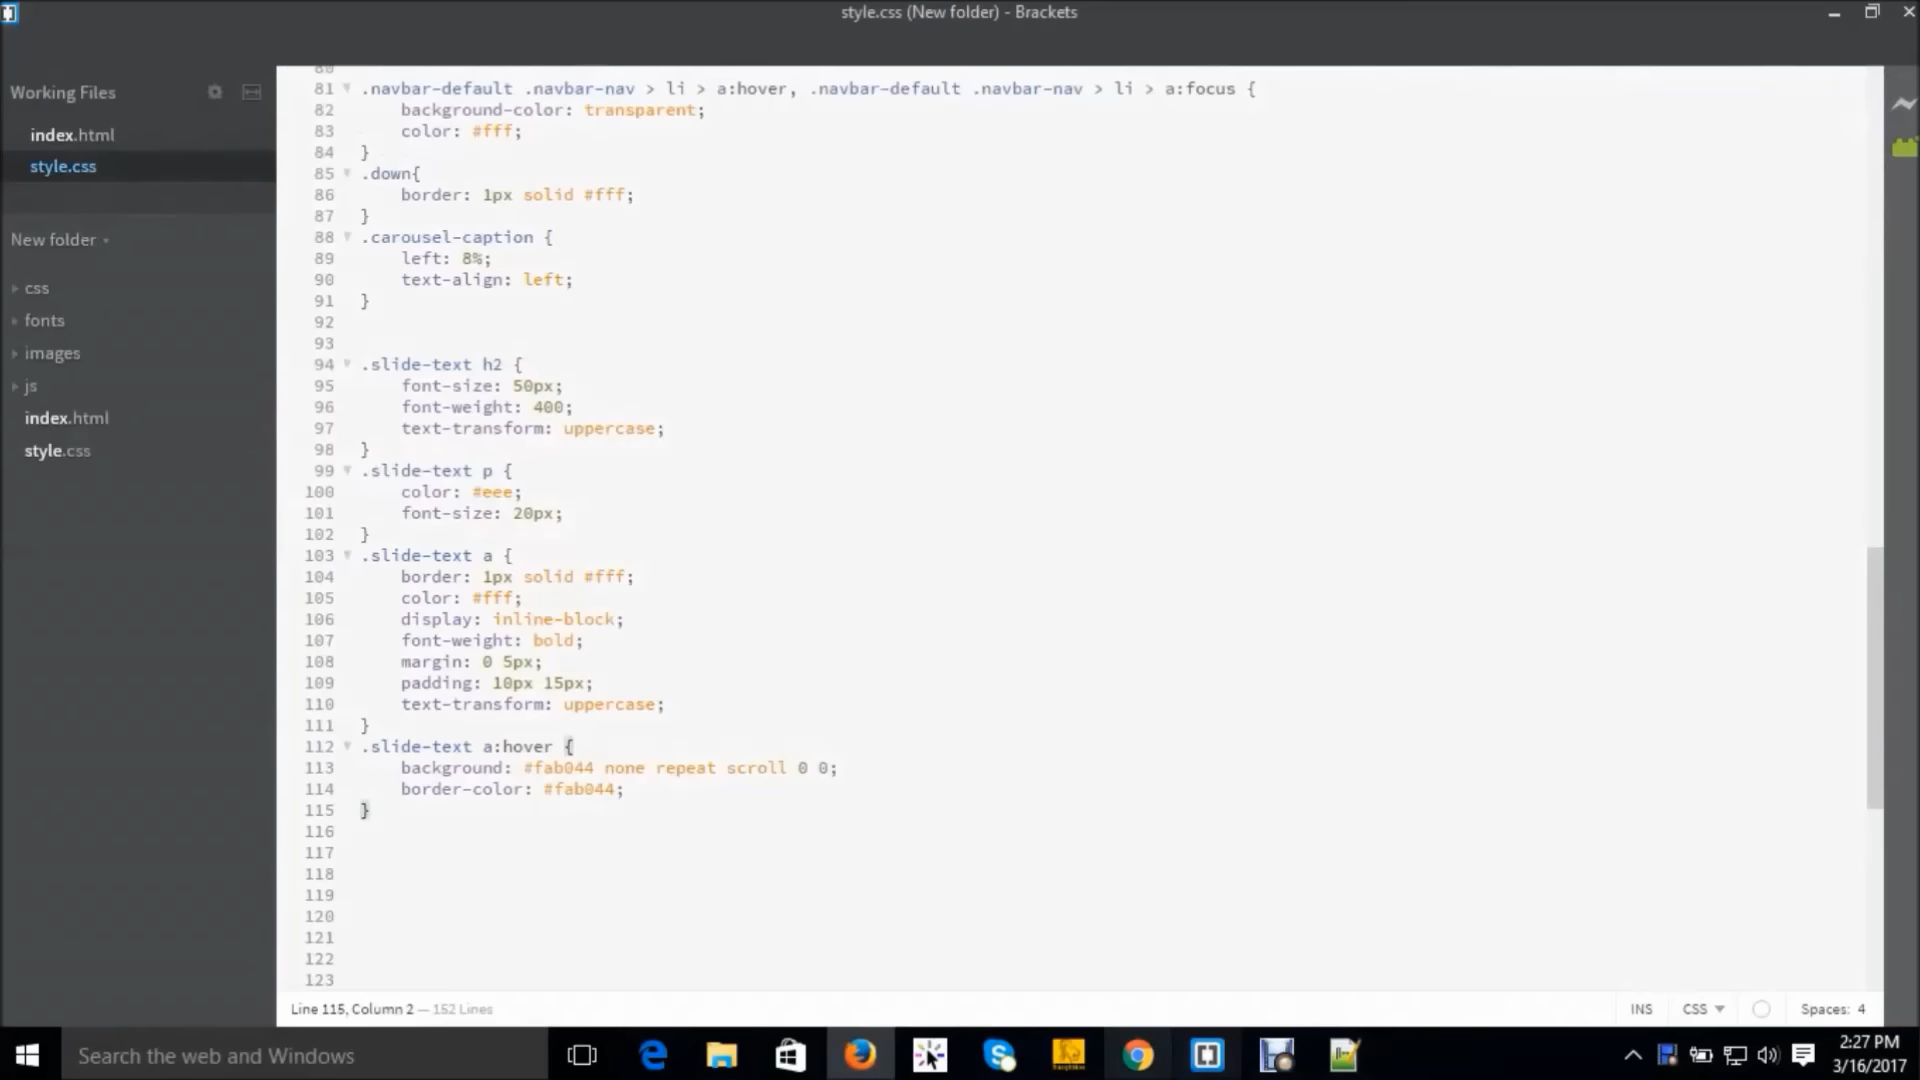 style.css (New folder) - Brackets
Working Files
index.html
style.css
New folder
css
fonts
images
js
index.html
style.css
80
81 .navbar-default .navbar-nav > li > a:hover, .navbar-default .navbar-nav > li > a:focus {
82 background-color: transparent;
83 color: #fff;
84 }
85 .down{
86 border: 1px solid #fff;
87 }
88 .carousel-caption {
89 left: 8%;
90 text-align: left;
91 }
92
93
94 .slide-text h2 {
95 font-size: 50px;
96 font-weight: 400;
97 text-transform: uppercase;
98 }
99 .slide-text p {
100 color: #eee;
101 font-size: 20px;
102 }
103 .slide-text a {
104 border: 1px solid #fff;
105 color: #fff;
106 display: inline-block;
107 font-weight: bold;
108 margin: 0 5px;
109 padding: 10px 15px;
110 text-transform: uppercase;
111 }
112 .slide-text a:hover {
113 background: #fab044 none repeat scroll 0 0;
114 border-color: #fab044;
115 }
116
117
118
119
120
121
122
123
Line 115, Column 2 — 152 Lines
INS CSS Spaces: 4
Search the web and Windows
2:27 PM
3/16/2017